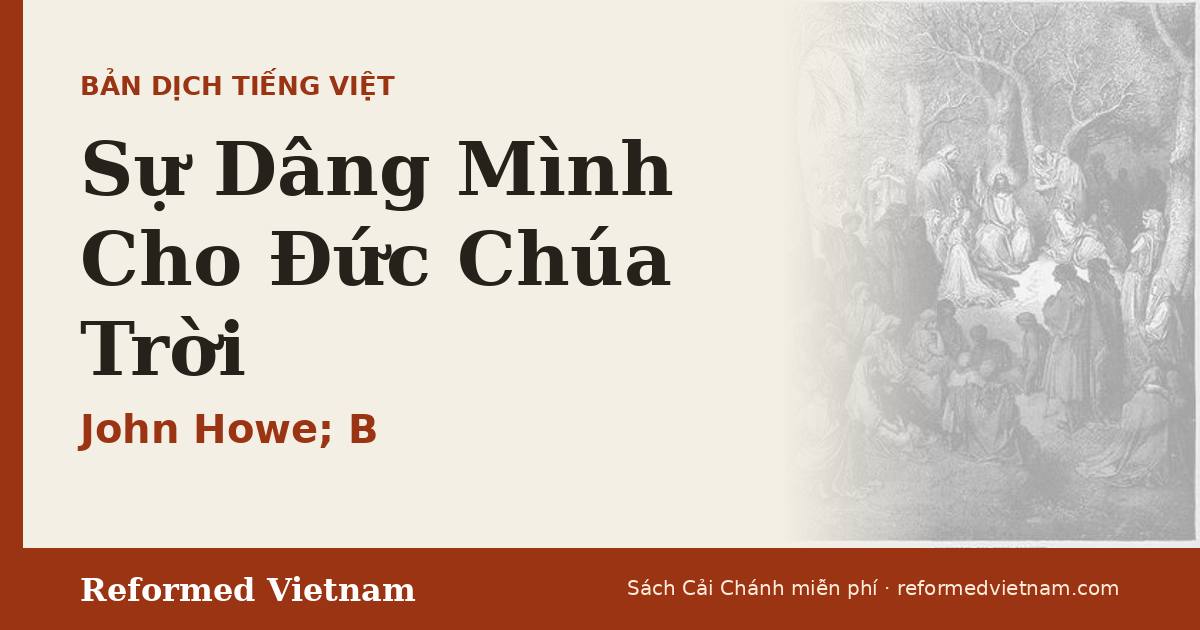 BẢN DỊCH TIẾNG VIỆT
Sự Dâng Mình
Cho Đức Chúa
Trời
John Howe; B
Reformed Vietnam
Sách Cải Chánh miễn phí · reformedvietnam.com